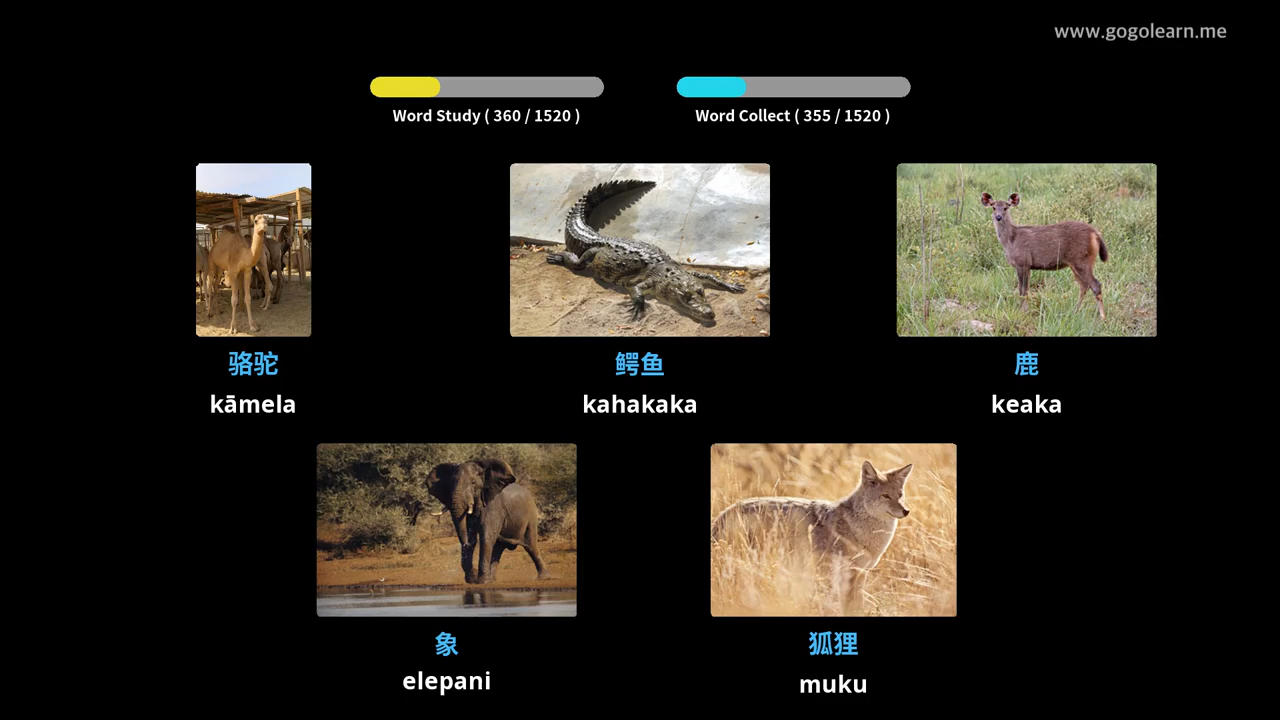 www.gogolearn.me
Word Study ( 360 / 1520 )
Word Collect ( 355 / 1520 )
骆驼
kāmela
鳄鱼
kahakaka
鹿
keaka
象
elepani
狐狸
muku